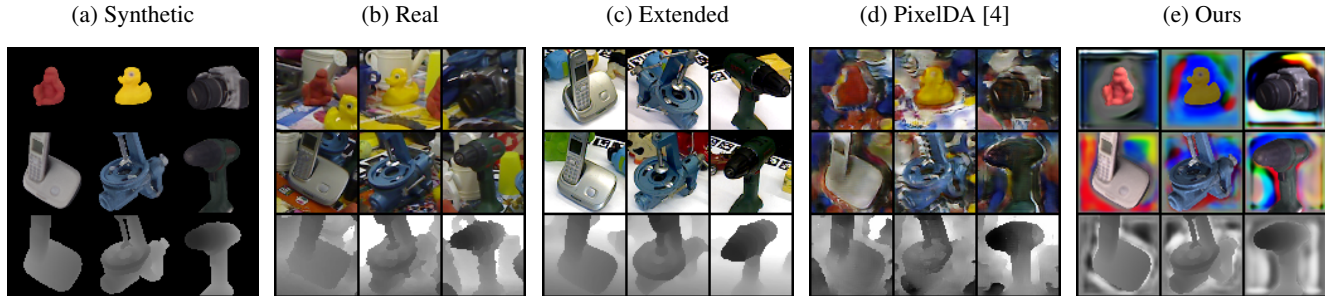 (a) Synthetic
(b) Real
(c) Extended
(d) PixelDA [4]
(e) Ours